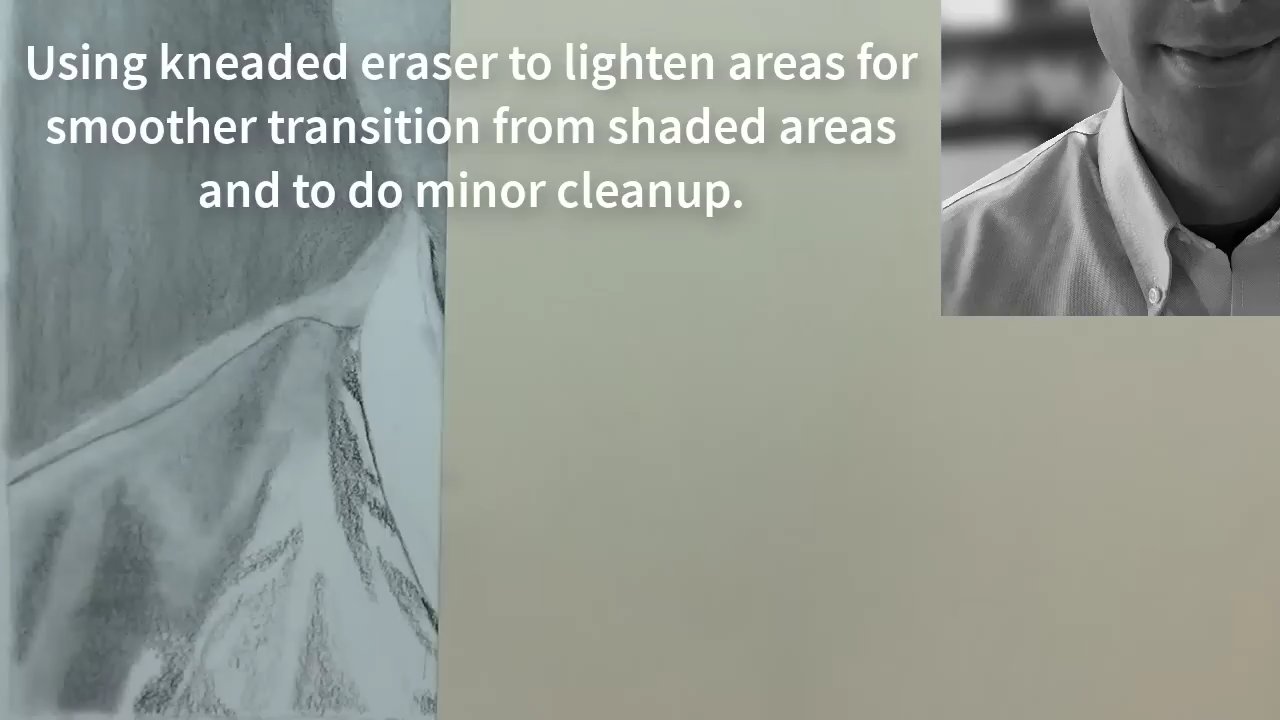 Using kneaded eraser to lighten areas for
smoother transition from shaded areas
and to do minor cleanup.